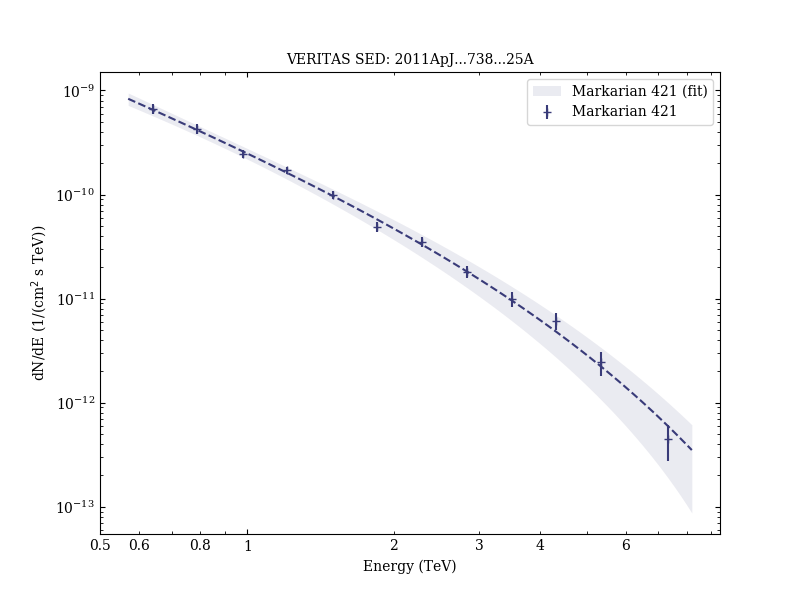 VERITAS SED: 2011ApJ...738...25A
Markarian 421 (fit)
Markarian 421
dN/dE (1/(cm² s TeV))
10⁻⁹
10⁻¹⁰
10⁻¹¹
10⁻¹²
10⁻¹³
0.5 0.6 0.8 1 2 3 4 6
Energy (TeV)